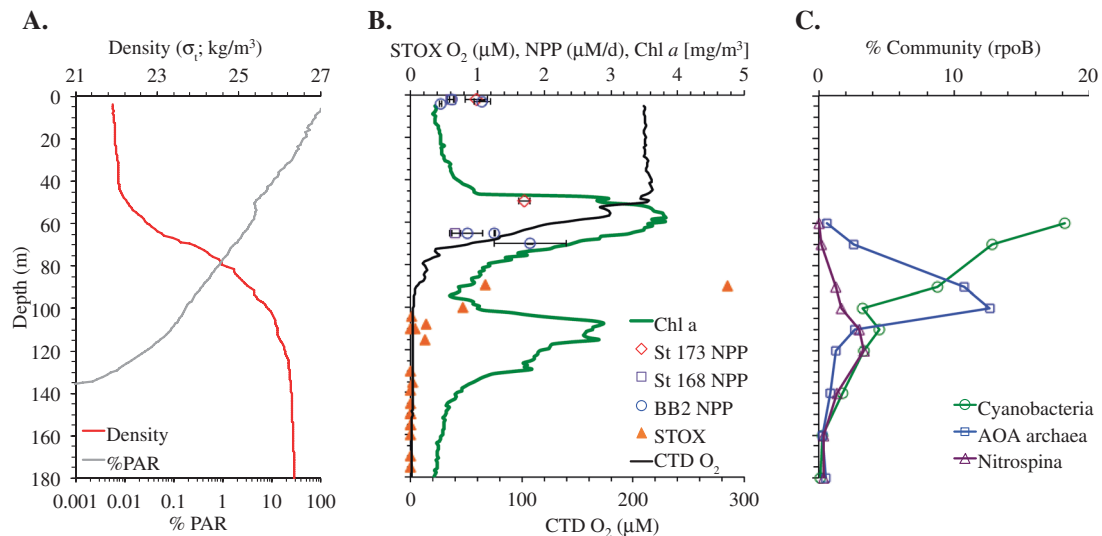 A.
Density (σt; kg/m³)
21 23 25 27
0
20
40
60
80
100
120
140
160
180
Depth (m)
Density
%PAR
0.001 0.01 0.1 1 10 100
% PAR
B.
STOX O₂ (μM), NPP (μM/d), Chl a [mg/m³]
0 1 2 3 4 5
Chl a
St 173 NPP
St 168 NPP
BB2 NPP
STOX
CTD O₂
0 100 200 300
CTD O₂ (μM)
C.
% Community (rpoB)
0 10 20
Cyanobacteria
AOA archaea
Nitrospina